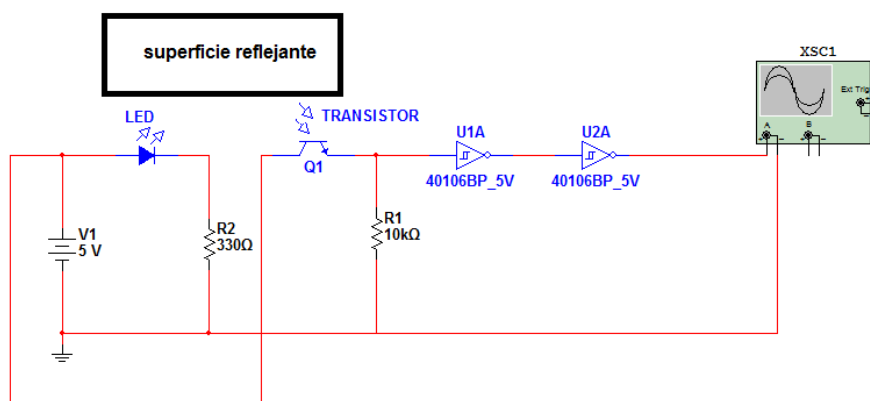 superficie reflejante
XSC1
Ext Trig
A
B
LED
TRANSISTOR
Q1
U1A
U2A
40106BP_5V
40106BP_5V
V1
5 V
R2
330Ω
R1
10kΩ